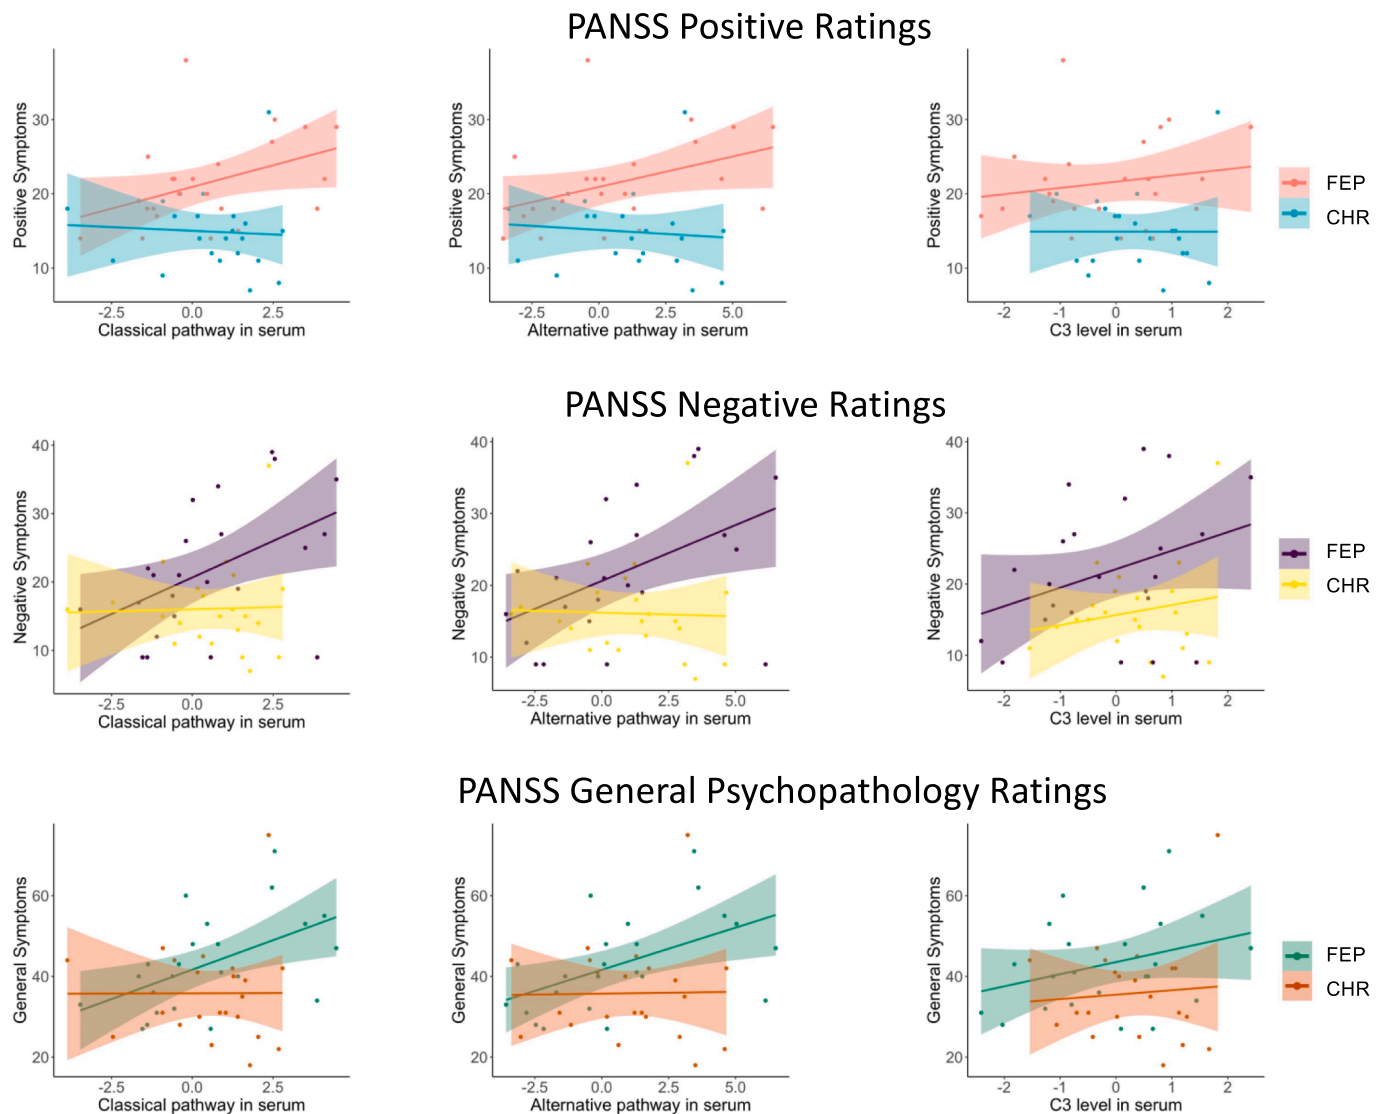 PANSS Positive Ratings
Positive Symptoms
30
20
10
-2.5 0.0 2.5
Classical pathway in serum
Positive Symptoms
30
20
10
-2.5 0.0 2.5 5.0
Alternative pathway in serum
Positive Symptoms
30
20
10
-2 -1 0 1 2
C3 level in serum
FEP
CHR
PANSS Negative Ratings
Negative Symptoms
40
30
20
10
-2.5 0.0 2.5
Classical pathway in serum
Negative Symptoms
40
30
20
10
-2.5 0.0 2.5 5.0
Alternative pathway in serum
Negative Symptoms
40
30
20
10
-2 -1 0 1 2
C3 level in serum
FEP
CHR
PANSS General Psychopathology Ratings
General Symptoms
60
40
20
-2.5 0.0 2.5
Classical pathway in serum
General Symptoms
60
40
20
-2.5 0.0 2.5 5.0
Alternative pathway in serum
General Symptoms
60
40
20
-2 -1 0 1 2
C3 level in serum
FEP
CHR